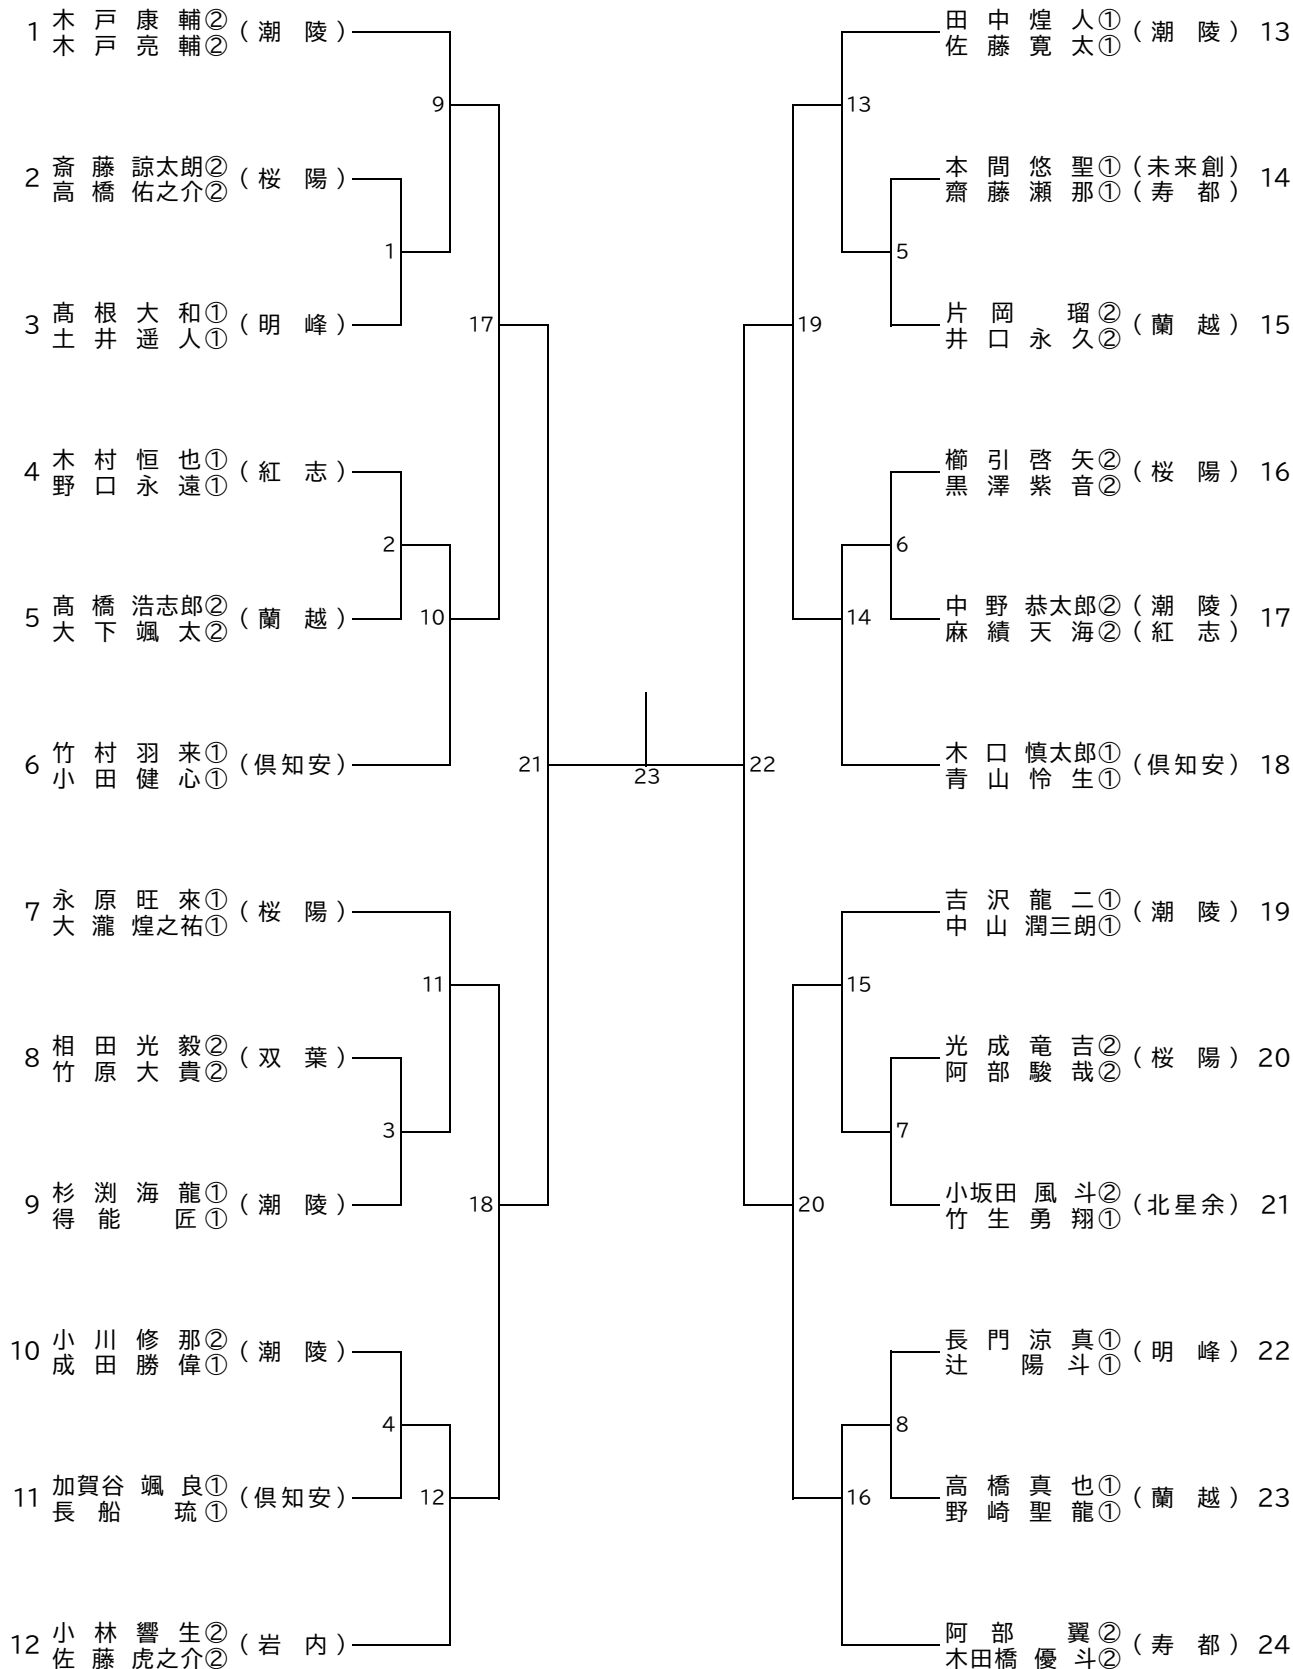 1 木戸康輔② (潮陵)
木戸亮輔②
2 斎藤諒太朗② (桜陽)
高橋佑之介②
3 髙根大和① (明峰)
土井遥人①
4 木村恒也① (紅志)
野口永遠①
5 髙橋浩志郎② (蘭越)
大下颯太②
6 竹村羽来① (倶知安)
小田健心①
7 永原旺來① (桜陽)
大瀧煌之祐①
8 相田光毅② (双葉)
竹原大貴②
9 杉渕海龍① (潮陵)
得能匠①
10 小川修那② (潮陵)
成田勝偉①
11 加賀谷颯良① (倶知安)
長船琉①
12 小林響生② (岩内)
佐藤虎之介②
9
1
17
2
10
21
11
3
18
4
12
23
22
13
5
19
6
14
15
7
20
8
16
田中煌人① (潮陵) 13
佐藤寛太①
本間悠聖① (未来創) 14
齋藤瀬那① (寿都)
片岡瑠② (蘭越) 15
井口永久②
櫛引啓矢② (桜陽) 16
黒澤紫音②
中野恭太郎② (潮陵) 17
麻績天海② (紅志)
木口慎太郎① (倶知安) 18
青山怜生①
吉沢龍二① (潮陵) 19
中山潤三朗①
光成竜吉② (桜陽) 20
阿部駿哉②
小坂田風斗② (北星余) 21
竹生勇翔①
長門涼真① (明峰) 22
辻陽斗①
高橋真也① (蘭越) 23
野崎聖龍①
阿部翼② (寿都) 24
木田橋優斗②